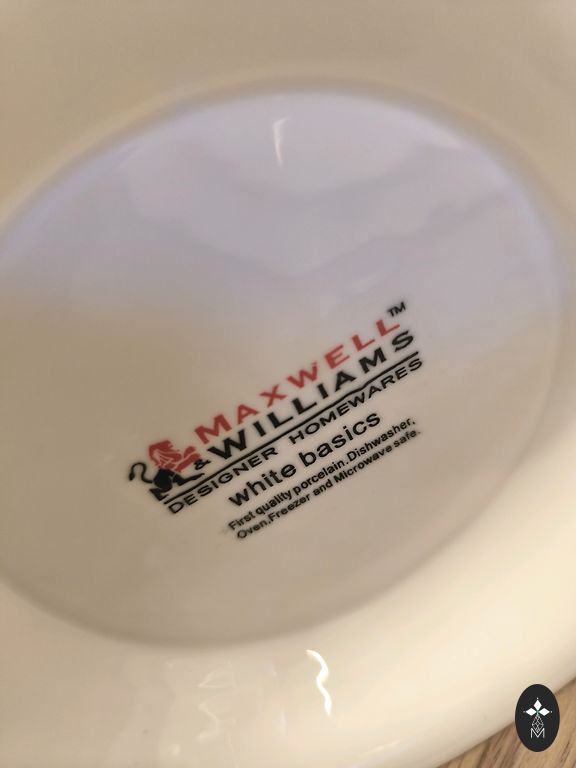 MAXWELL™
& WILLIAMS
DESIGNER HOMEWARES
white basics
First quality porcelain.Dishwasher,
Oven,Freezer and Microwave safe.
M